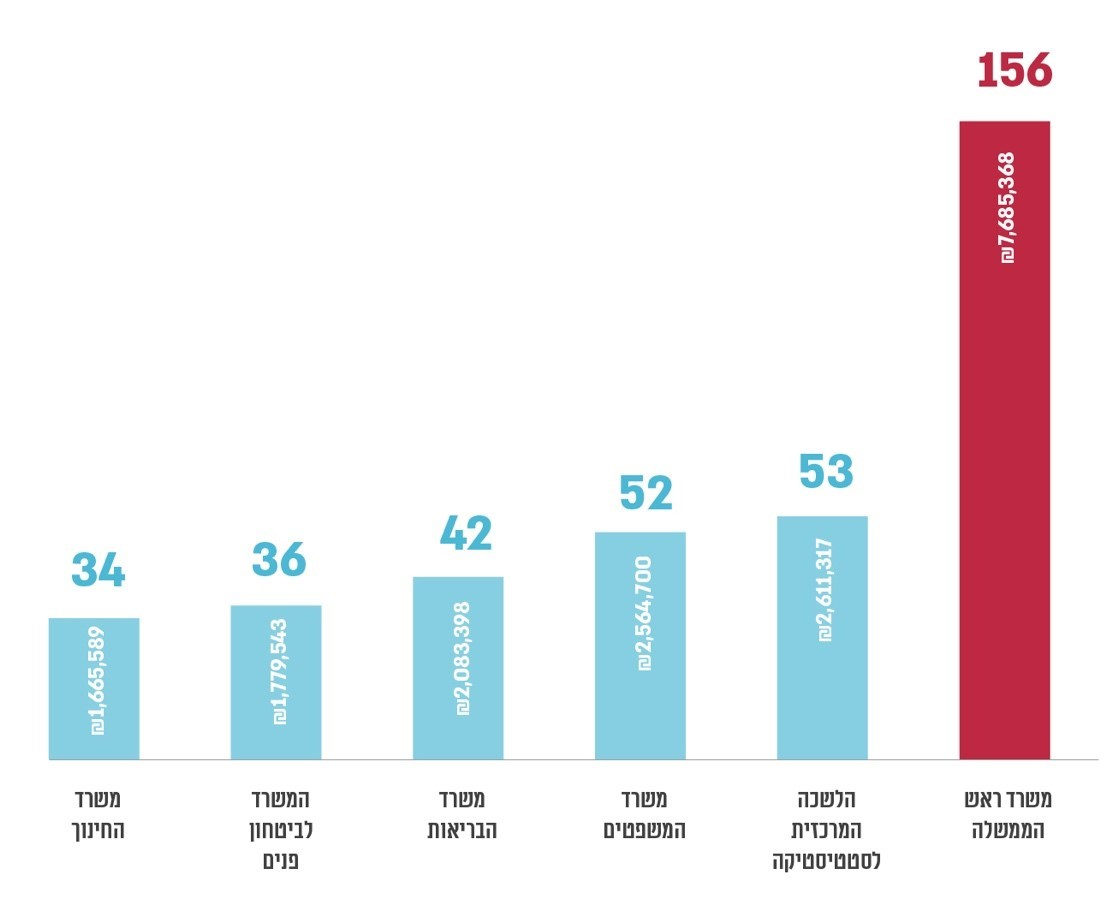 156
₪7,685,368
משרד ראש
הממשלה
53
₪2,611,317
הלשכה
המרכזית
לסטטיסטיקה
52
₪2,564,700
משרד
המשפטים
42
₪2,083,398
משרד
הבריאות
36
₪1,779,543
המשרד
לביטחון
פנים
34
₪1,665,589
משרד
החינוך